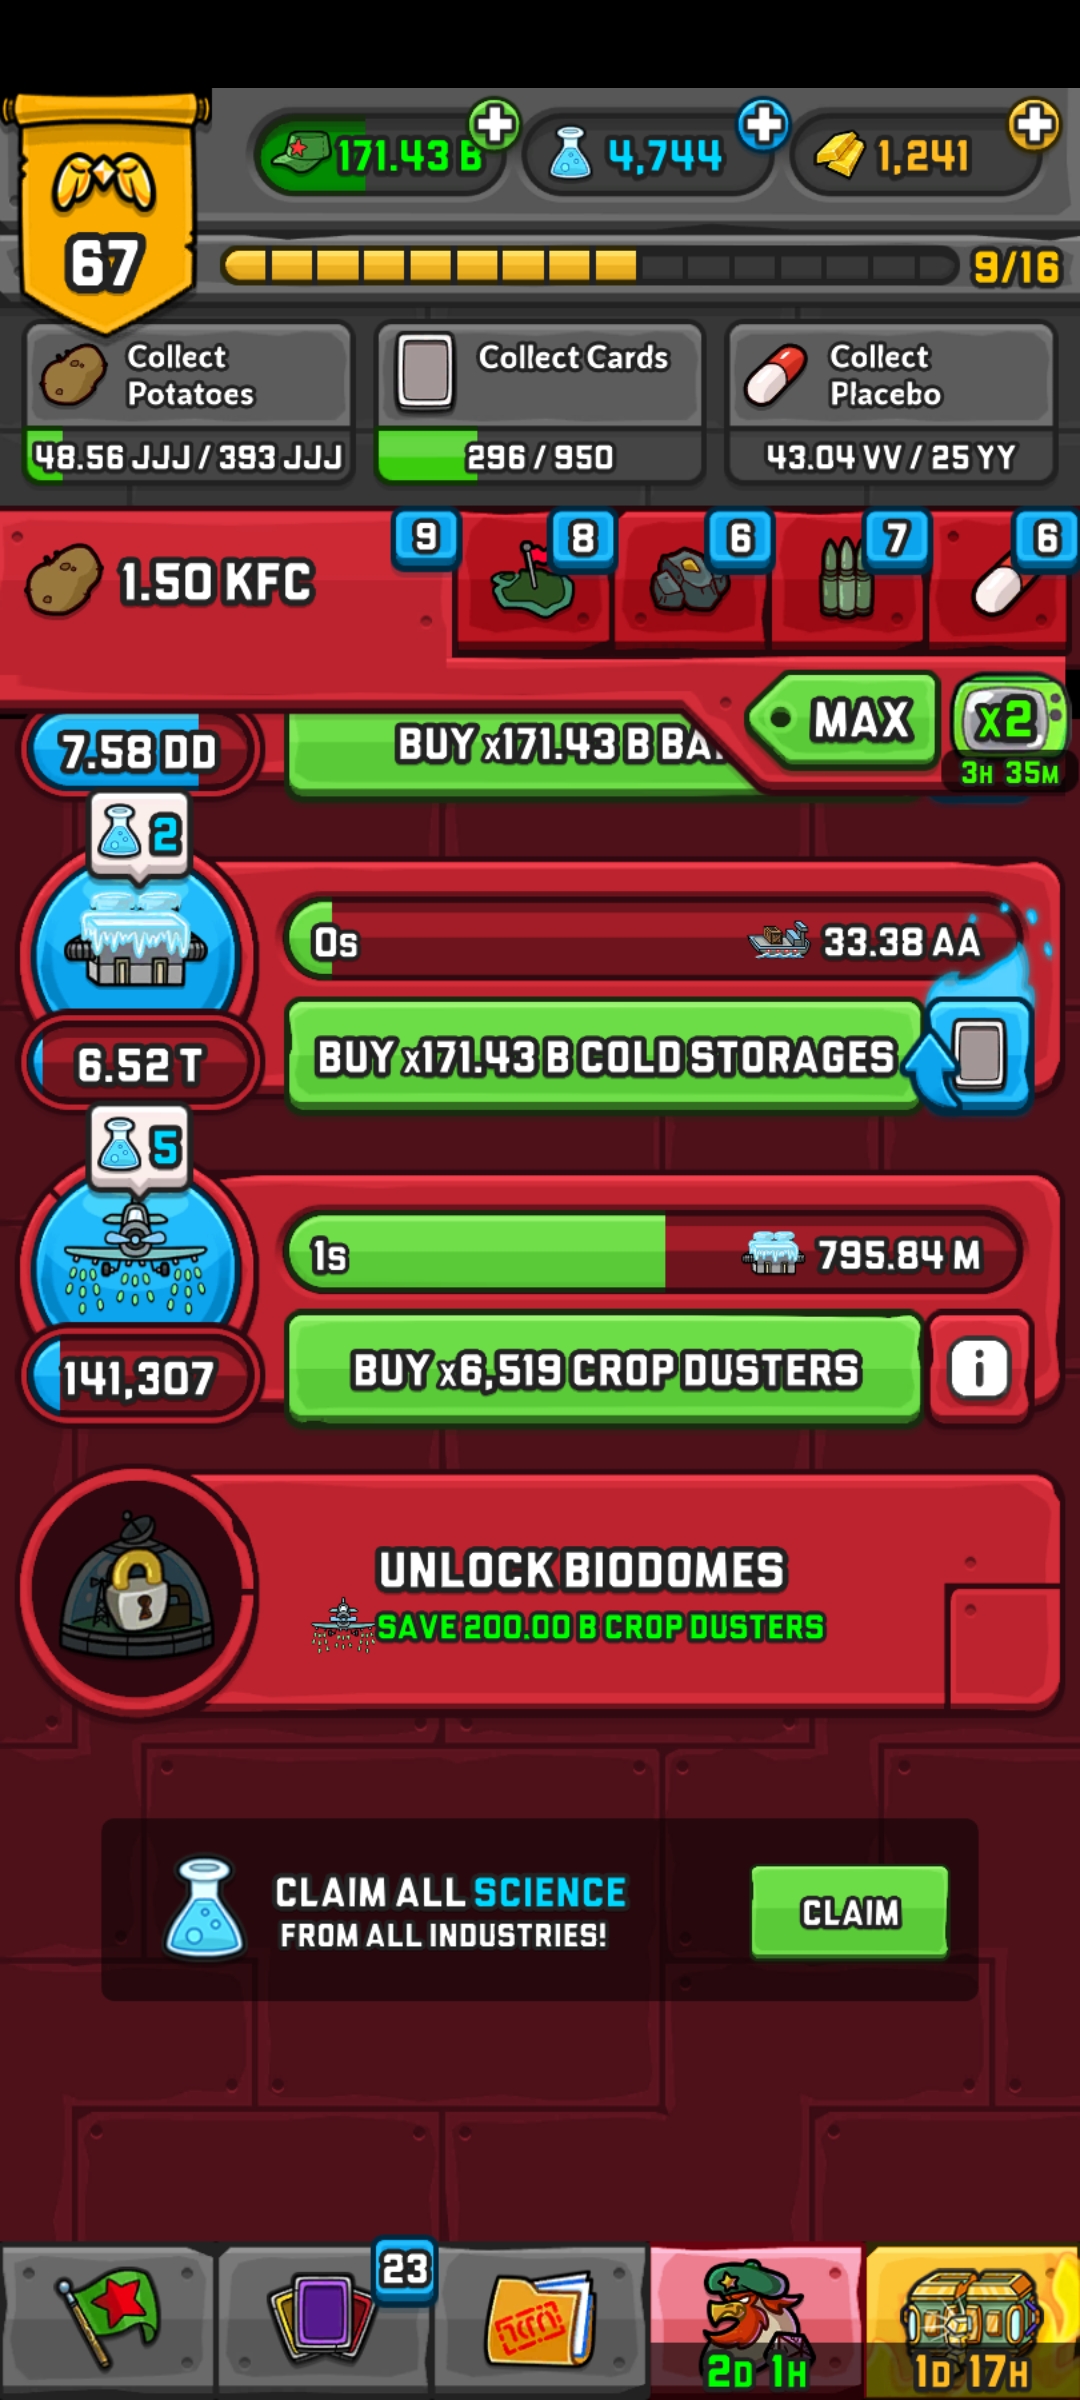 171.43 B
4,744
1,241
67
9/16
Collect
Potatoes
48.56 JJJ / 393 JJJ
Collect Cards
296 / 950
Collect
Placebo
43.04 VV / 25 YY
1.50 KFC
9
8
6
7
6
MAX
x2
3H 35M
7.58 DD
BUY x171.43 B BA
2
0s
33.38 AA
6.52 T
BUY x171.43 B COLD STORAGES
5
1s
795.84 M
141,307
BUY x6,519 CROP DUSTERS
i
UNLOCK BIODOMES
SAVE 200.00 B CROP DUSTERS
CLAIM ALL SCIENCE
FROM ALL INDUSTRIES!
CLAIM
23
2D 1H
1D 17H